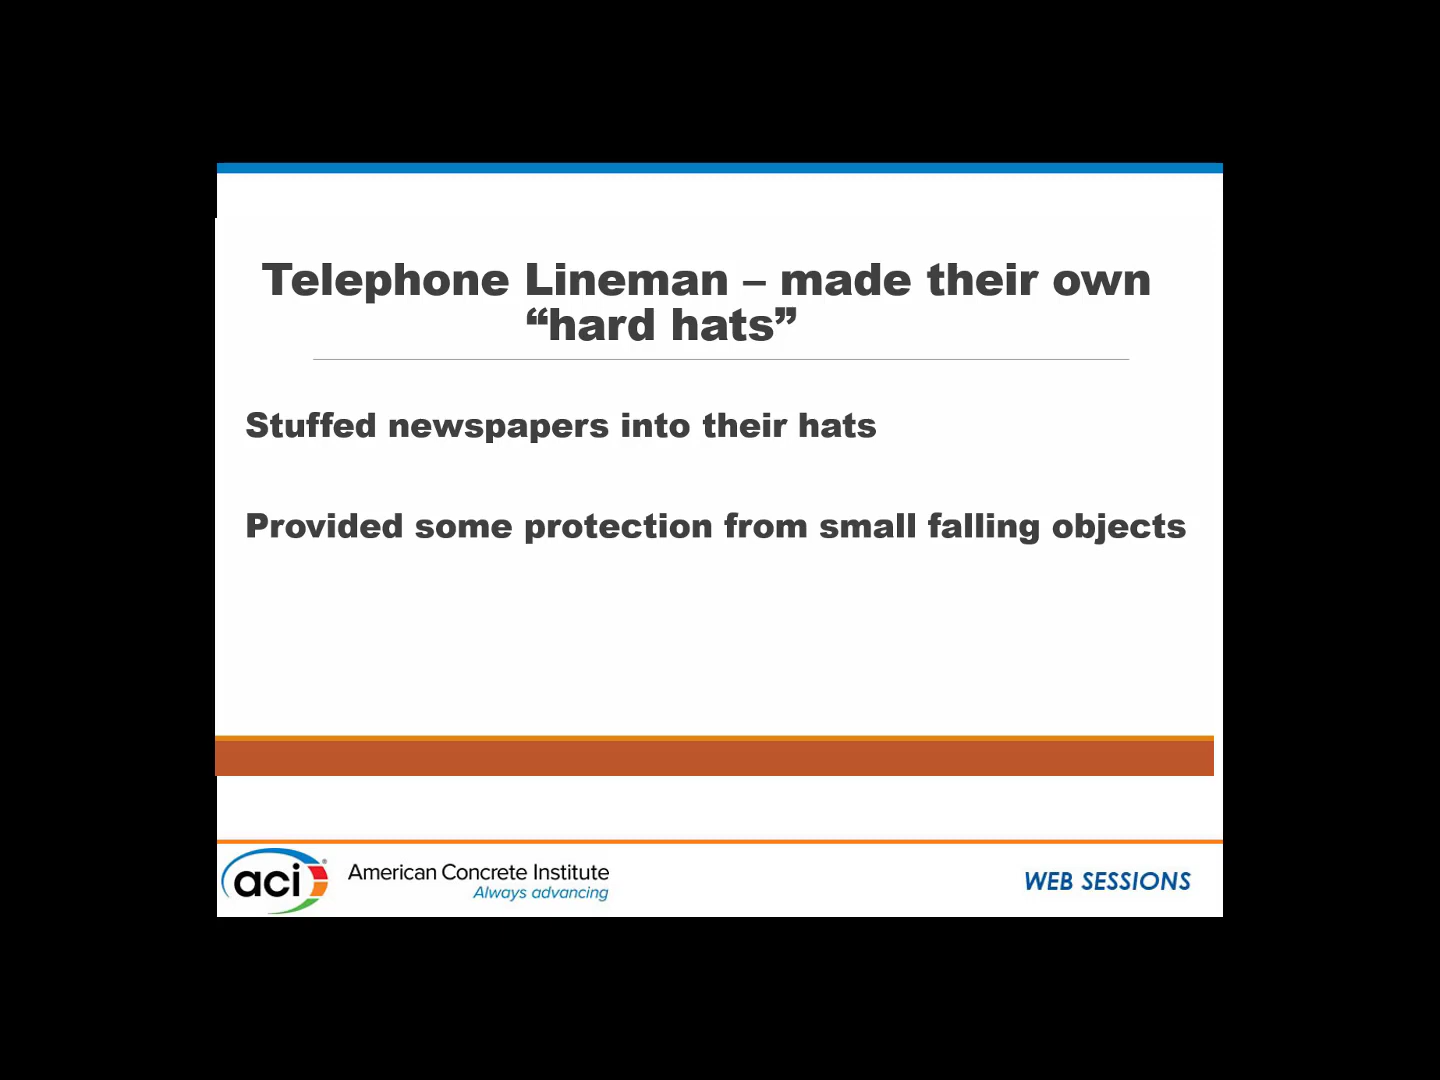 Telephone Lineman – made their own
“hard hats”
Stuffed newspapers into their hats
Provided some protection from small falling objects
aci®
American Concrete Institute
Always advancing
WEB SESSIONS